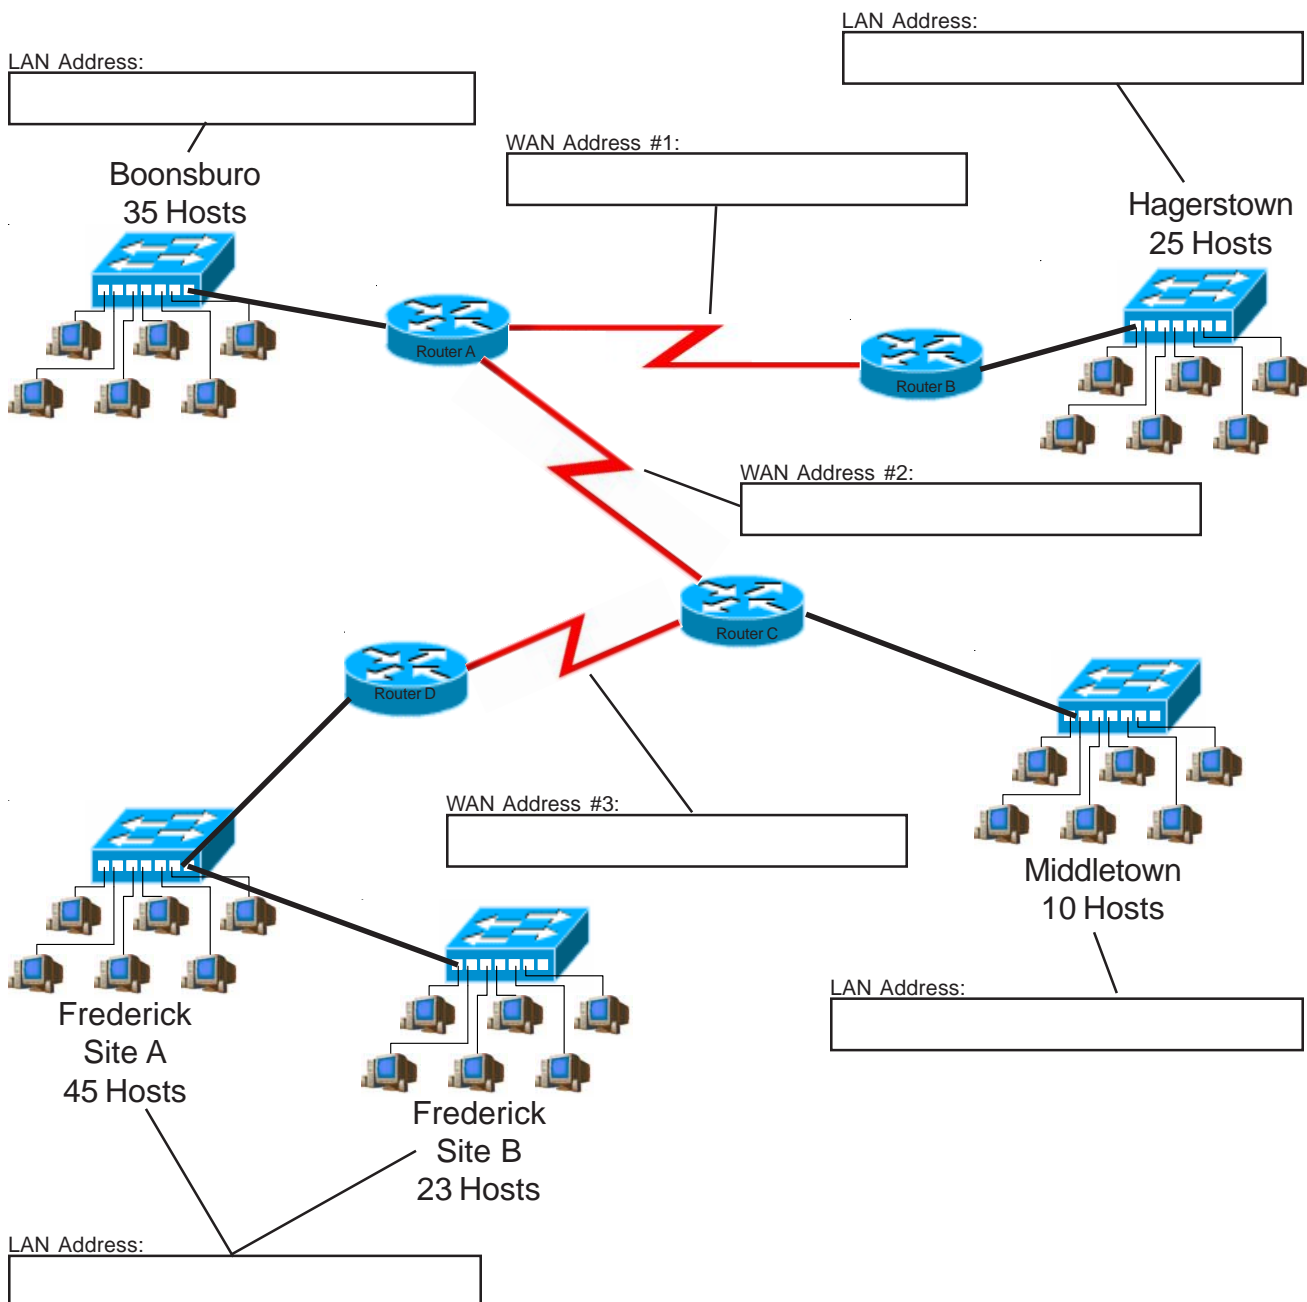 LAN Address:
LAN Address:
WAN Address #1:
Boonsburo
35 Hosts
Hagerstown
25 Hosts
Router A
Router B
WAN Address #2:
Router C
Router D
WAN Address #3:
Middletown
10 Hosts
LAN Address:
Frederick
Site A
45 Hosts
Frederick
Site B
23 Hosts
LAN Address: